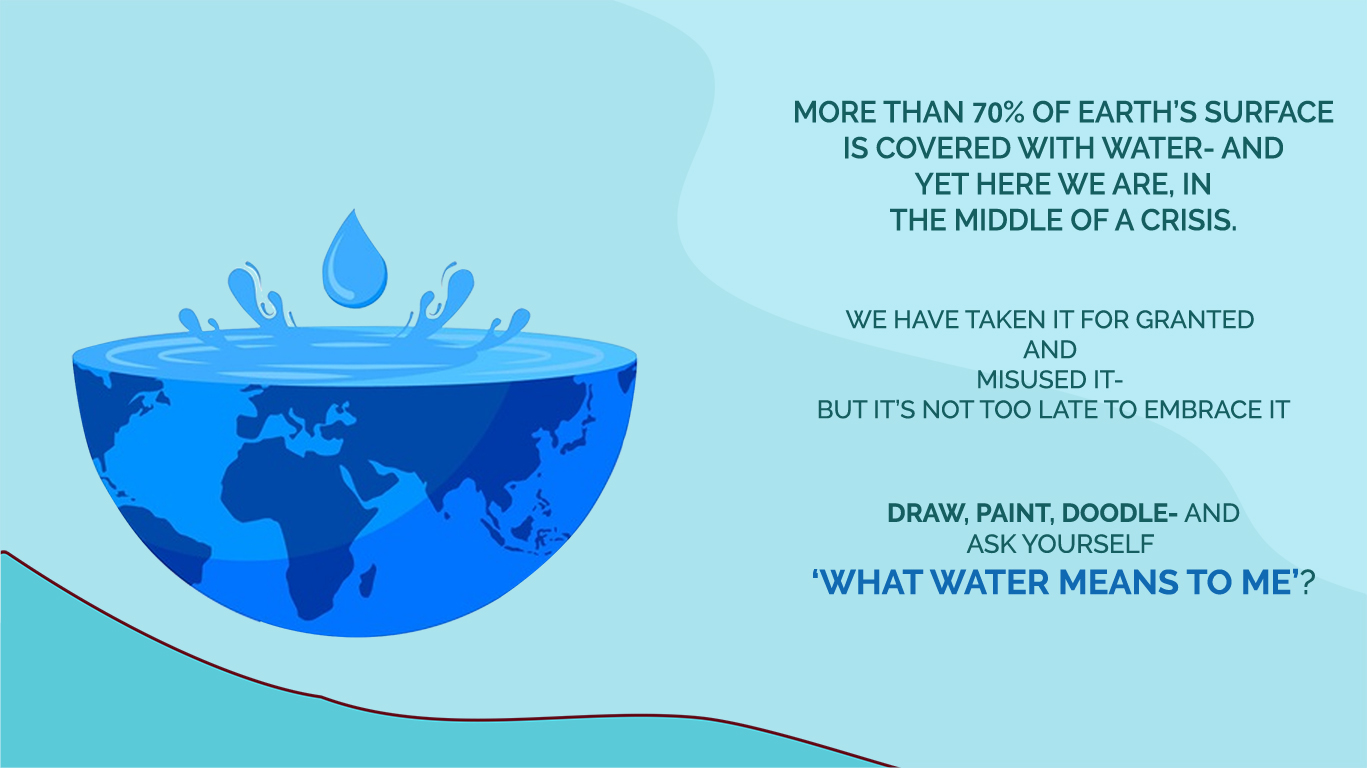 MORE THAN 70% OF EARTH'S SURFACE
IS COVERED WITH WATER- AND
YET HERE WE ARE, IN
THE MIDDLE OF A CRISIS.
WE HAVE TAKEN IT FOR GRANTED
AND
MISUSED IT-
BUT IT'S NOT TOO LATE TO EMBRACE IT
DRAW, PAINT, DOODLE- AND
ASK YOURSELF
‘WHAT WATER MEANS TO ME’?